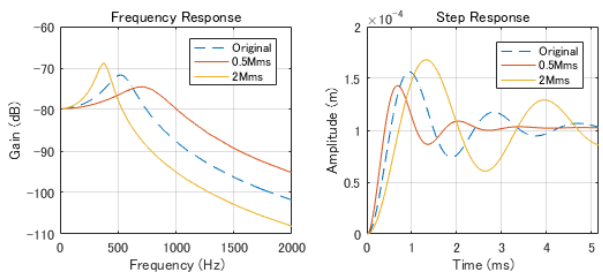 Frequency Response
-60
-70
-80
-90
-100
-110
Gain (dB)
0
500
1000
1500
2000
Frequency (Hz)
Original
0.5Mms
2Mms
Step Response
2 × 10⁻⁴
1.5
1
0.5
0
Amplitude (m)
0
1
2
3
4
5
Time (ms)
Original
0.5Mms
2Mms